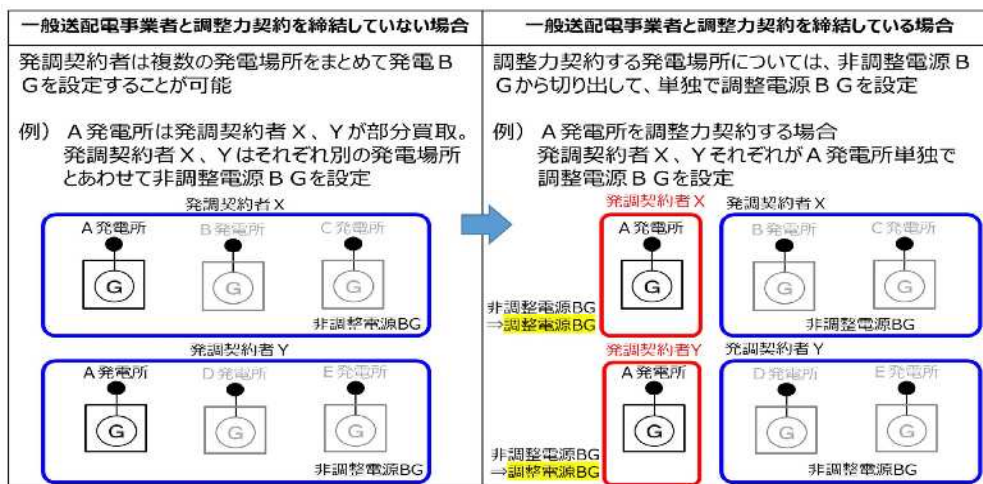 一般送配電事業者と調整力契約を締結していない場合
発調契約者は複数の発電場所をまとめて発電B
Gを設定することが可能
例） A発電所は発調契約者X、Yが部分買取。
発調契約者X、Yはそれぞれ別の発電場所
とあわせて非調整電源BGを設定
発調契約者X
A発電所
B発電所
C発電所
G
G
G
非調整電源BG
発調契約者Y
A発電所
D発電所
E発電所
G
G
G
非調整電源BG
一般送配電事業者と調整力契約を締結している場合
調整力契約する発電場所については、非調整電源B
Gから切り出して、単独で調整電源BGを設定
例） A発電所を調整力契約する場合
発調契約者X、YそれぞれがA発電所単独で
調整電源BGを設定
発調契約者X
発調契約者X
A発電所
B発電所
C発電所
G
G
G
非調整電源BG
⇒調整電源BG
非調整電源BG
発調契約者Y
発調契約者Y
A発電所
D発電所
E発電所
G
G
G
非調整電源BG
⇒調整電源BG
非調整電源BG